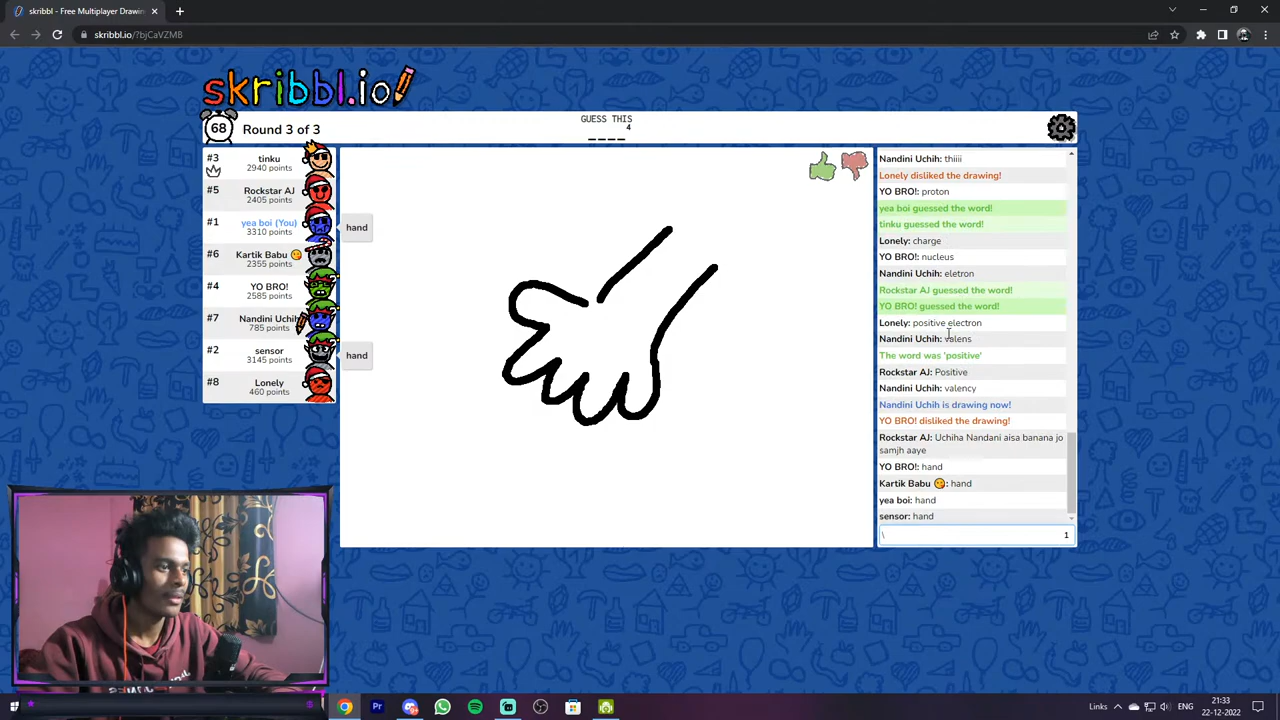 skribbl - Free Multiplayer Drawin
skribbl.io/?bjCaVZM8
skribbl.io
68
Round 3 of 3
GUESS THIS
____ 4
#3 tinku
2940 points
#5 Rockstar AJ
2405 points
#1 yea boi (You)
3310 points
hand
#6 Kartik Babu 😋
2355 points
#4 YO BRO!
2585 points
#7 Nandini Uchih
785 points
#2 sensor
3145 points
hand
#8 Lonely
460 points
Nandini Uchih: thiiii
Lonely disliked the drawing!
YO BRO!: proton
yea boi guessed the word!
tinku guessed the word!
Lonely: charge
YO BRO!: nucleus
Nandini Uchih: eletron
Rockstar AJ guessed the word!
YO BRO! guessed the word!
Lonely: positive electron
Nandini Uchih: valens
The word was 'positive'
Rockstar AJ: Positive
Nandini Uchih: valency
Nandini Uchih is drawing now!
YO BRO! disliked the drawing!
Rockstar AJ: Uchiha Nandani aisa banana jo
samjh aaye
YO BRO!: hand
Kartik Babu 😋: hand
yea boi: hand
sensor: hand
\ 1
Pr
Links
21:33
22-12-2022